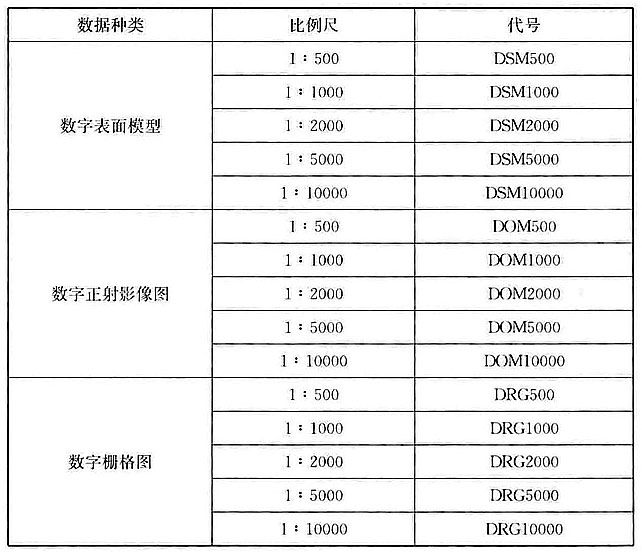 数据种类 比例尺 代号
1：500 DSM500
1：1000 DSM1000
数字表面模型 1：2000 DSM2000
1：5000 DSM5000
1：10000 DSM10000
1：500 DOM500
1：1000 DOM1000
数字正射影像图 1：2000 DOM2000
1：5000 DOM5000
1：10000 DOM10000
1：500 DRG500
1：1000 DRG1000
数字栅格图 1：2000 DRG2000
1：5000 DRG5000
1：10000 DRG10000